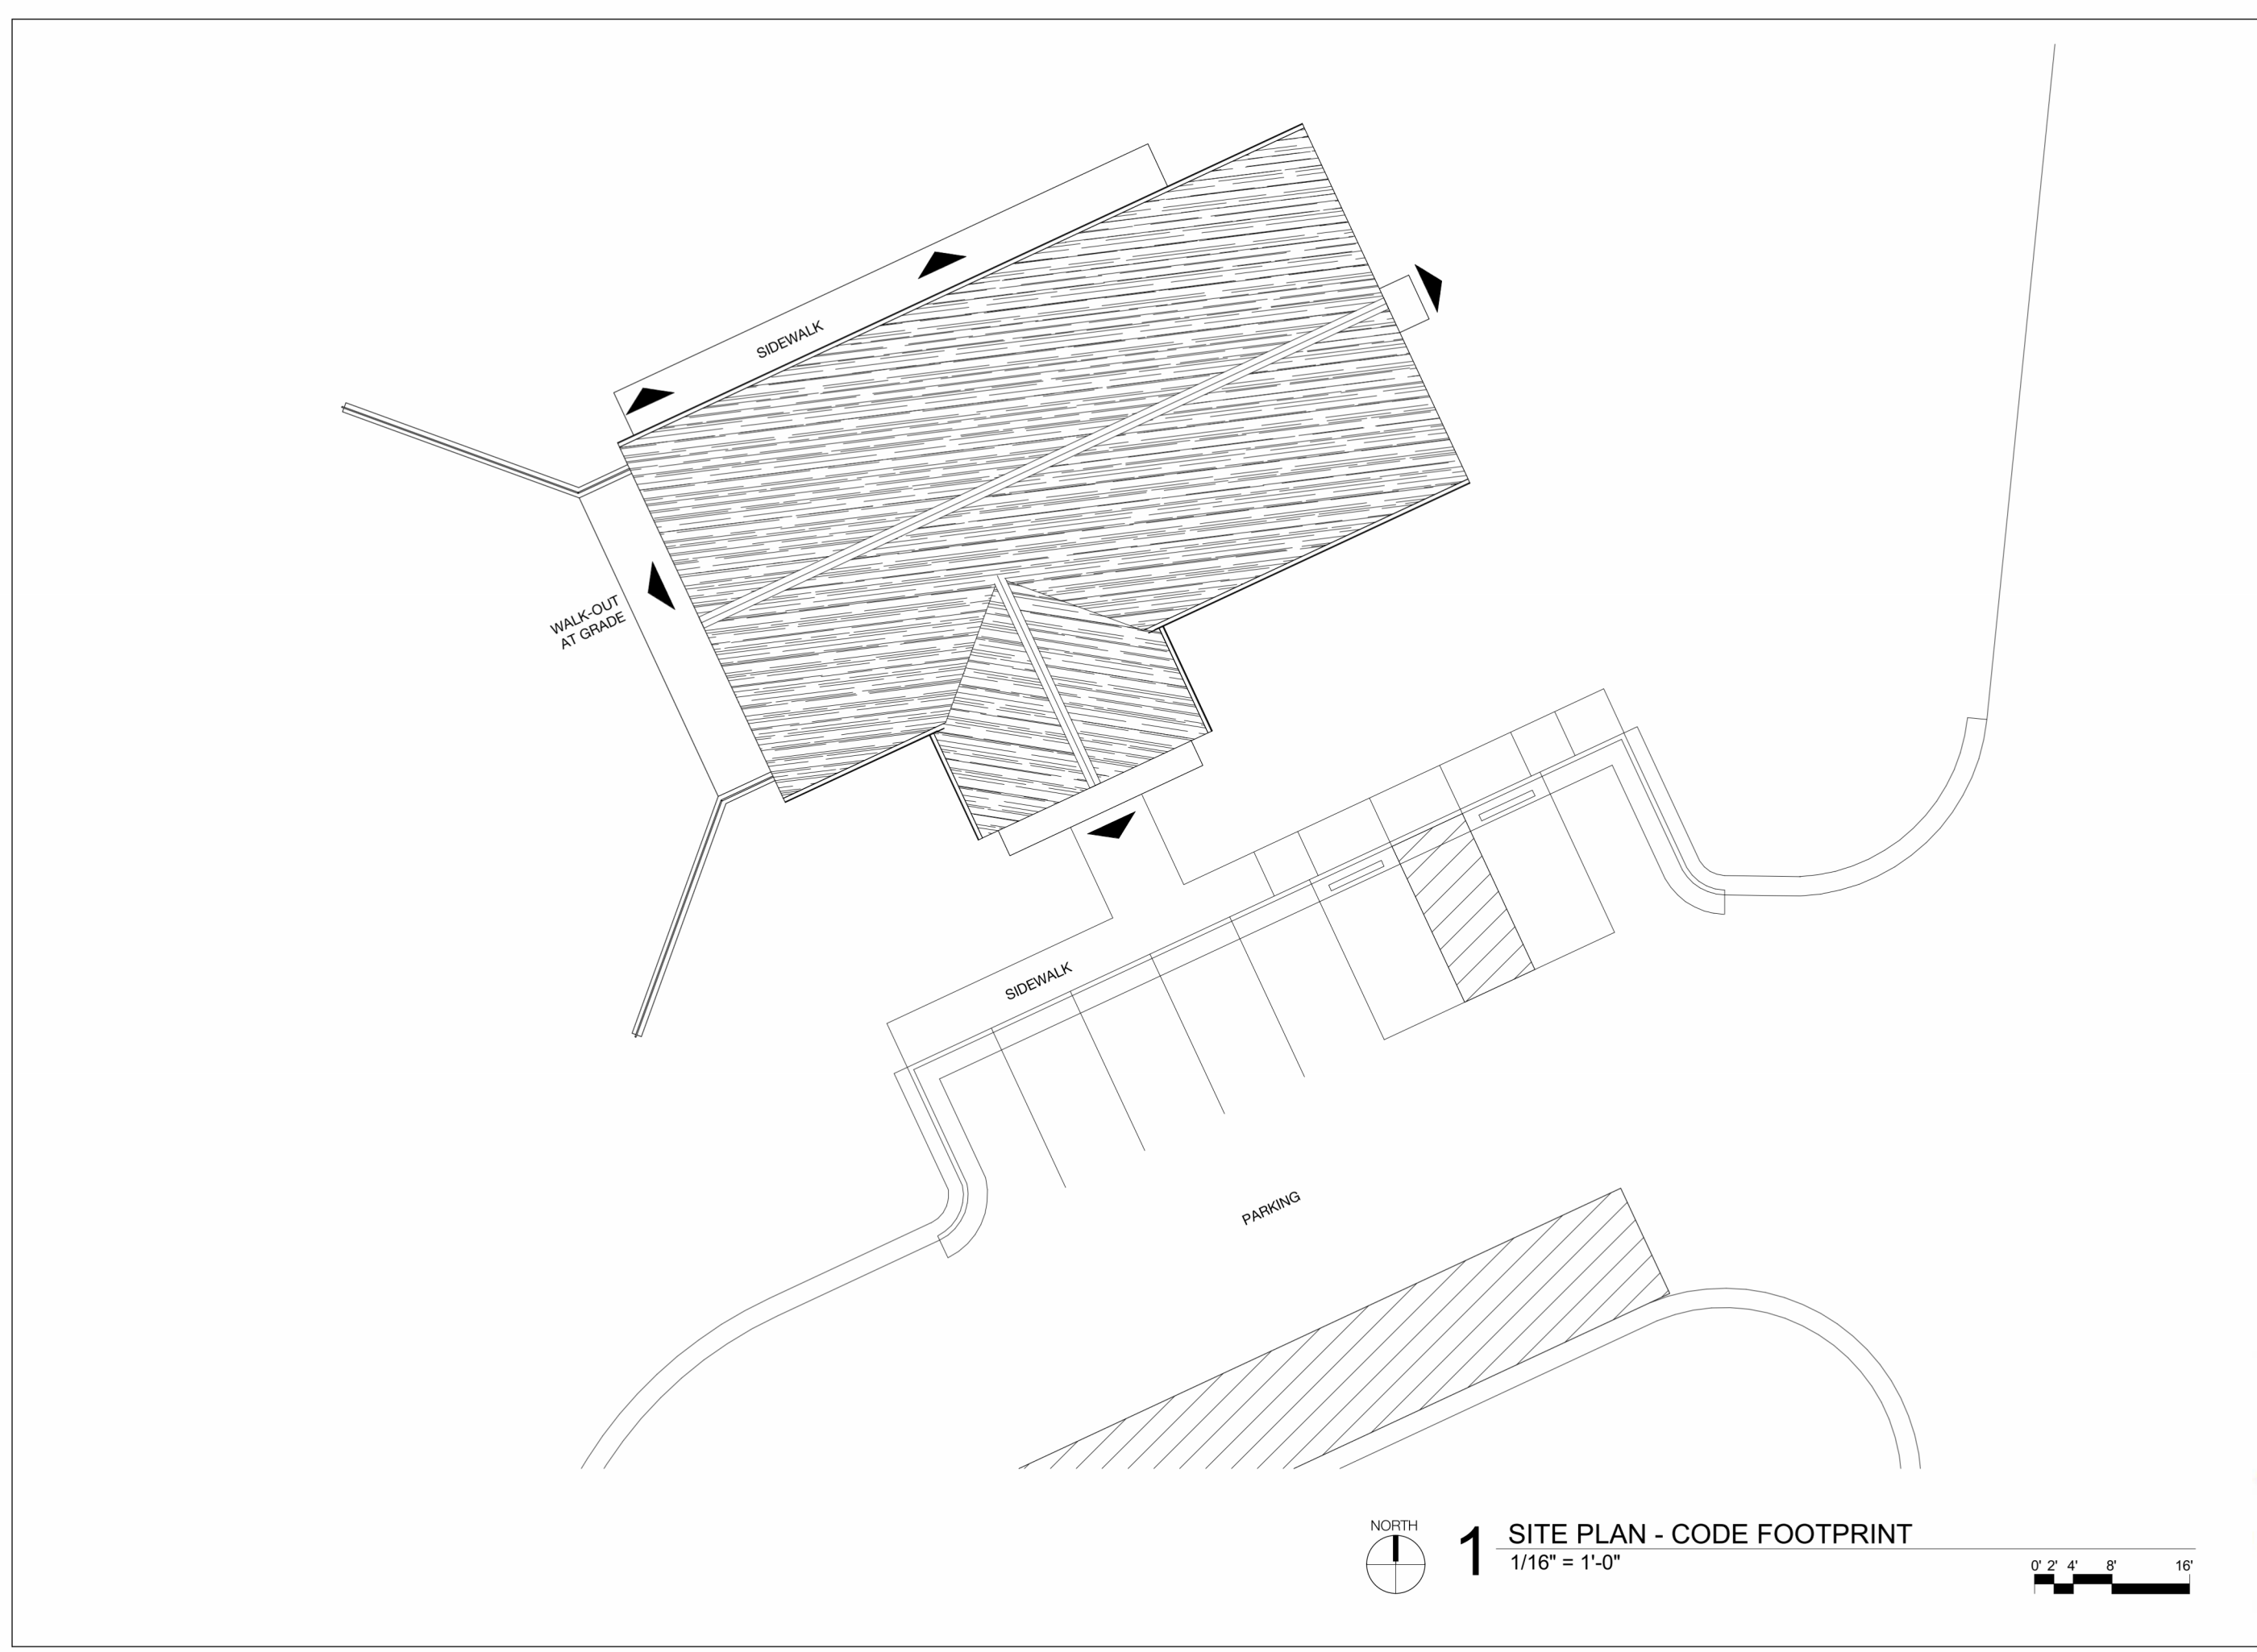 SIDEWALK
WALK-OUT
AT GRADE
SIDEWALK
PARKING
NORTH
1 SITE PLAN - CODE FOOTPRINT
1/16" = 1'-0"
0' 2' 4' 8' 16'